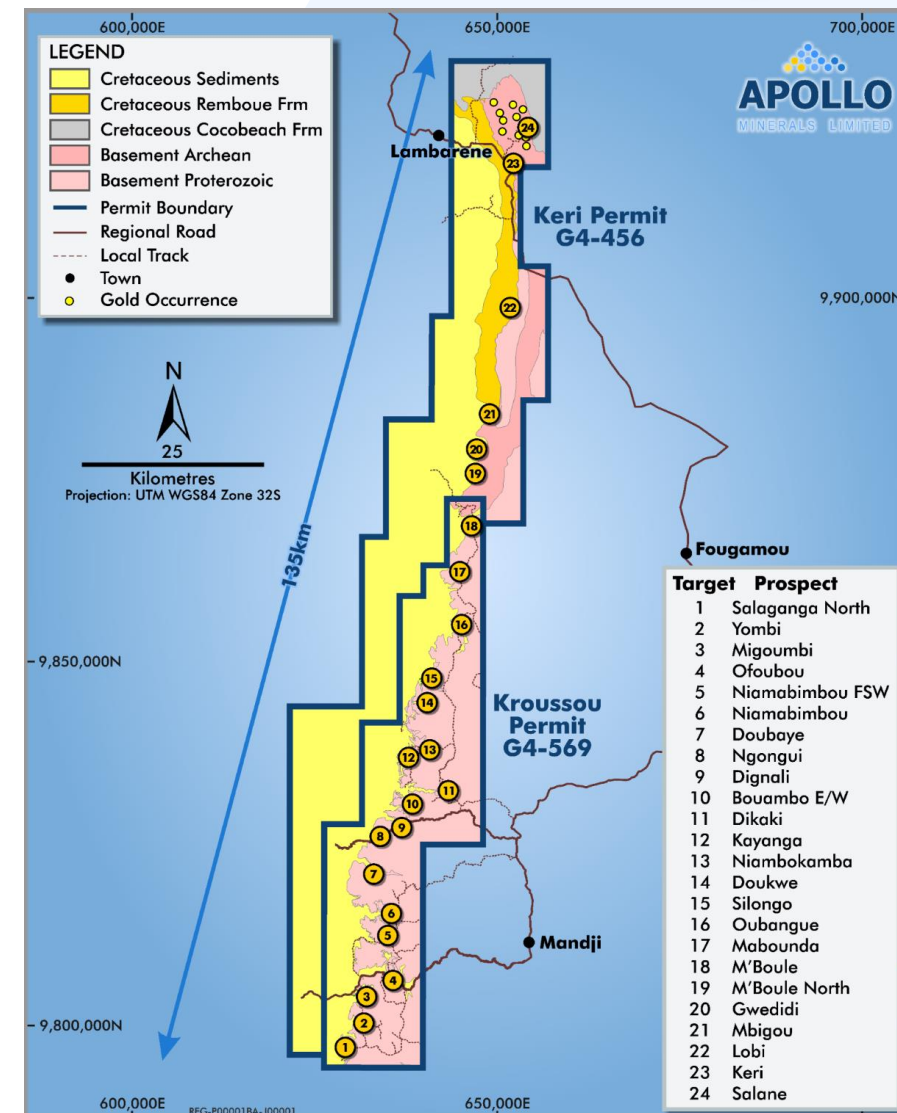 600,000E
650,000E
700,000E
LEGEND
Cretaceous Sediments
Cretaceous Remboue Frm
Cretaceous Cocobeach Frm
Basement Archean
Basement Proterozoic
Permit Boundary
Regional Road
Local Track
Town
Gold Occurrence
APOLLO
MINERALS LIMITED
Lambarene
24
23
Keri Permit
G4-456
9,900,000N
22
N
25
Kilometres
Projection: UTM WGS84 Zone 32S
21
20
19
18
135km
Fougamou
17
16
9,850,000N
15
14
Kroussou
Permit
G4-569
13
12
11
10
9
8
7
6
5
Mandji
4
3
2
1
9,800,000N
Target Prospect
1 Salaganga North
2 Yombi
3 Migoumbi
4 Ofoubou
5 Niamabimbou FSW
6 Niamabimbou
7 Doubaye
8 Ngongui
9 Dignali
10 Bouambo E/W
11 Dikaki
12 Kayanga
13 Niambokamba
14 Doukwe
15 Silongo
16 Oubangue
17 Mabounda
18 M'Boule
19 M'Boule North
20 Gwedidi
21 Mbigou
22 Lobi
23 Keri
24 Salane
600,000E
650,000E